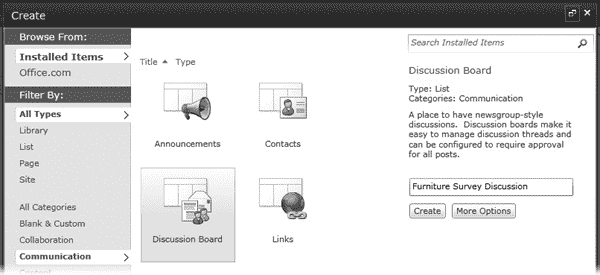 Create
Browse From:
Installed Items
Office.com
Filter By:
All Types
Library
List
Page
Site
All Categories
Blank & Custom
Collaboration
Communication
Title Type
Announcements
Contacts
Discussion Board
Links
Search Installed Items
Discussion Board
Type: List
Categories: Communication
A place to have newsgroup-style
discussions. Discussion boards make it
easy to manage discussion threads and
can be configured to require approval
for all posts.
Furniture Survey Discussion
Create More Options